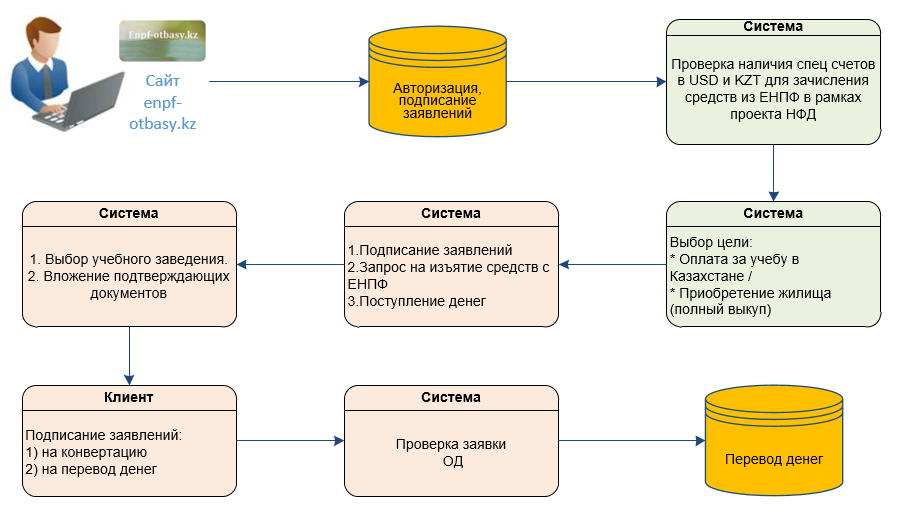 Enpf-otbasy.kz
Сайт
enpf-
otbasy.kz
Авторизация,
подписание
заявлений
Система
Проверка наличия спец счетов
в USD и KZT для зачисления
средств из ЕНПФ в рамках
проекта НФД
Система
Выбор цели:
* Оплата за учебу в
Казахстане /
* Приобретение жилища
(полный выкуп)
Система
1.Подписание заявлений
2.Запрос на изъятие средств с
ЕНПФ
3.Поступление денег
Система
1. Выбор учебного заведения.
2. Вложение подтверждающих
документов
Клиент
Подписание заявлений:
1) на конвертацию
2) на перевод денег
Система
Проверка заявки
ОД
Перевод денег